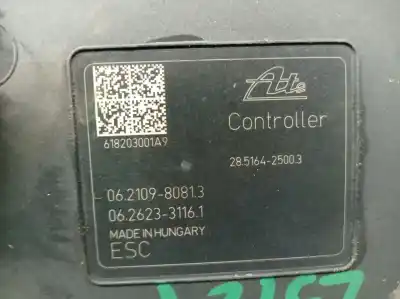 Ate
618203001A9
Controller
28.5164-2500.3
06.2109-8081.3
06.2623-3116.1
MADE IN HUNGARY
ESC